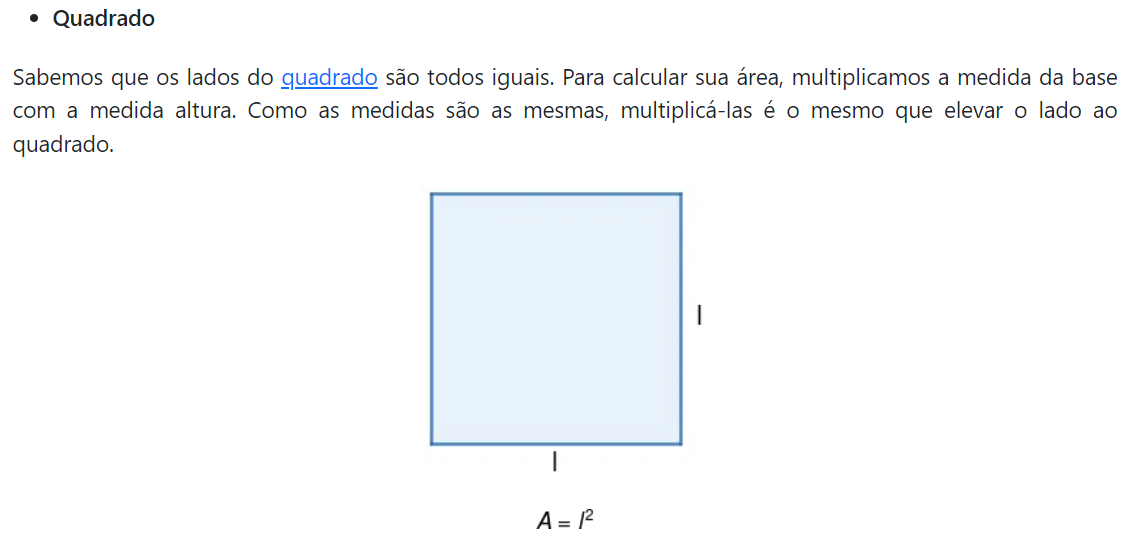 • Quadrado
Sabemos que os lados do quadrado são todos iguais. Para calcular sua área, multiplicamos a medida da base
com a medida altura. Como as medidas são as mesmas, multiplicá-las é o mesmo que elevar o lado ao
quadrado.
l
l
A = l²